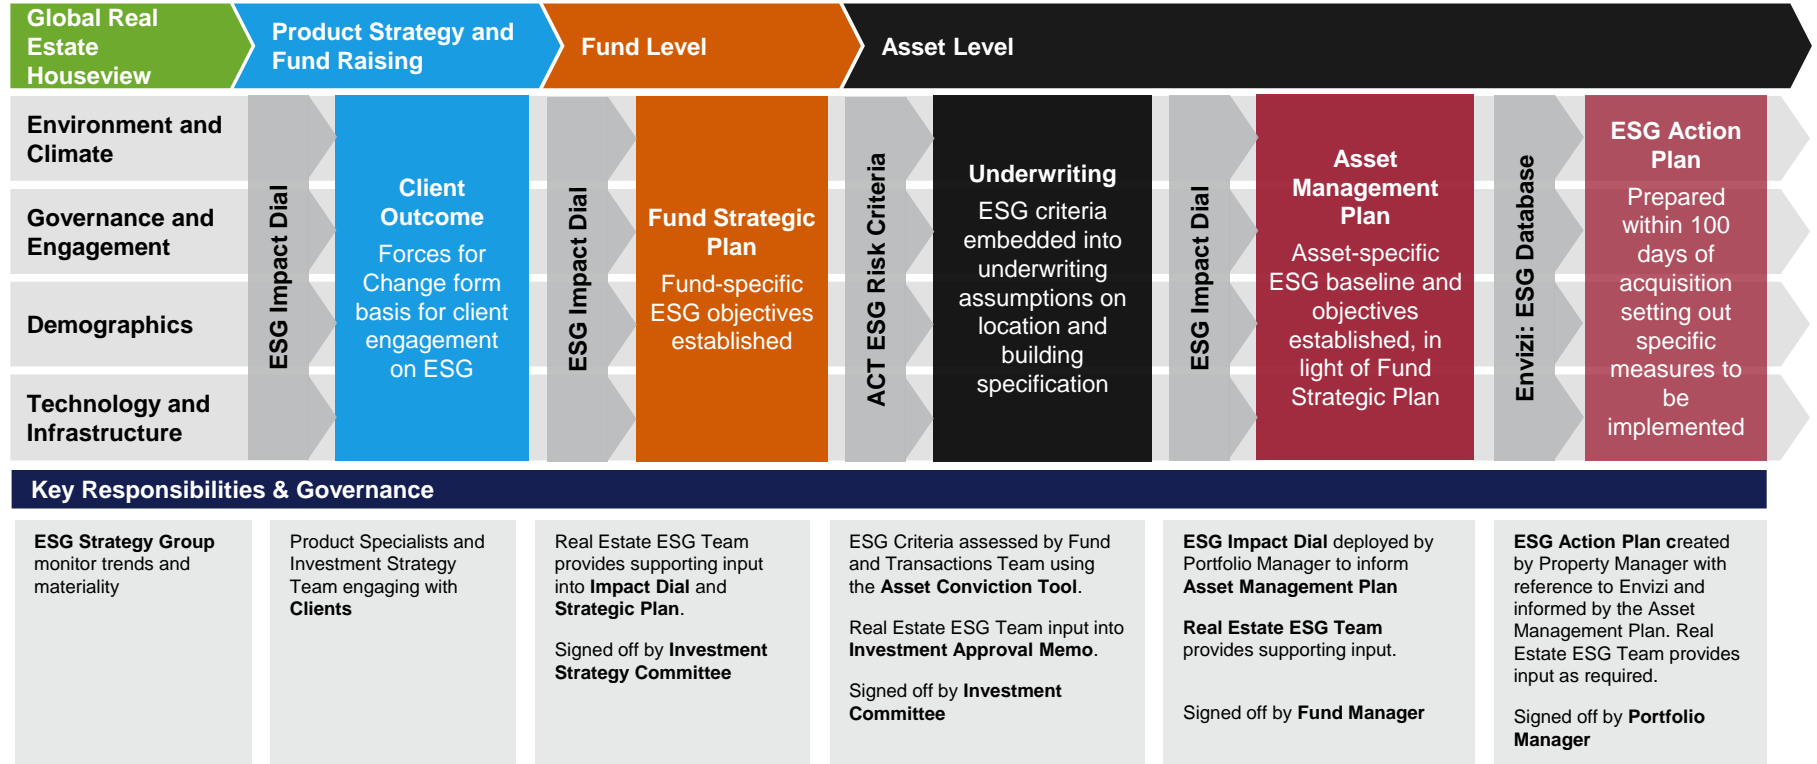 Global Real
Estate
Houseview
Product Strategy and
Fund Raising
Fund Level
Asset Level
Environment and
Climate
Governance and
Engagement
Demographics
Technology and
Infrastructure
ESG Impact Dial
Client
Outcome
Forces for
Change form
basis for client
engagement
on ESG
ESG Impact Dial
Fund Strategic
Plan
Fund-specific
ESG objectives
established
ACT ESG Risk Criteria
Underwriting
ESG criteria
embedded into
underwriting
assumptions on
location and
building
specification
ESG Impact Dial
Asset
Management
Plan
Asset-specific
ESG baseline and
objectives
established, in
light of Fund
Strategic Plan
Envizi: ESG Database
ESG Action
Plan
Prepared
within 100
days of
acquisition
setting out
specific
measures to
be
implemented
Key Responsibilities & Governance
ESG Strategy Group
monitor trends and
materiality
Product Specialists and
Investment Strategy
Team engaging with
Clients
Real Estate ESG Team
provides supporting input
into Impact Dial and
Strategic Plan.
Signed off by Investment
Strategy Committee
ESG Criteria assessed by Fund
and Transactions Team using
the Asset Conviction Tool.
Real Estate ESG Team input into
Investment Approval Memo.
Signed off by Investment
Committee
ESG Impact Dial deployed by
Portfolio Manager to inform
Asset Management Plan
Real Estate ESG Team
provides supporting input.
Signed off by Fund Manager
ESG Action Plan created
by Property Manager with
reference to Envizi and
informed by the Asset
Management Plan. Real
Estate ESG Team provides
input as required.
Signed off by Portfolio
Manager